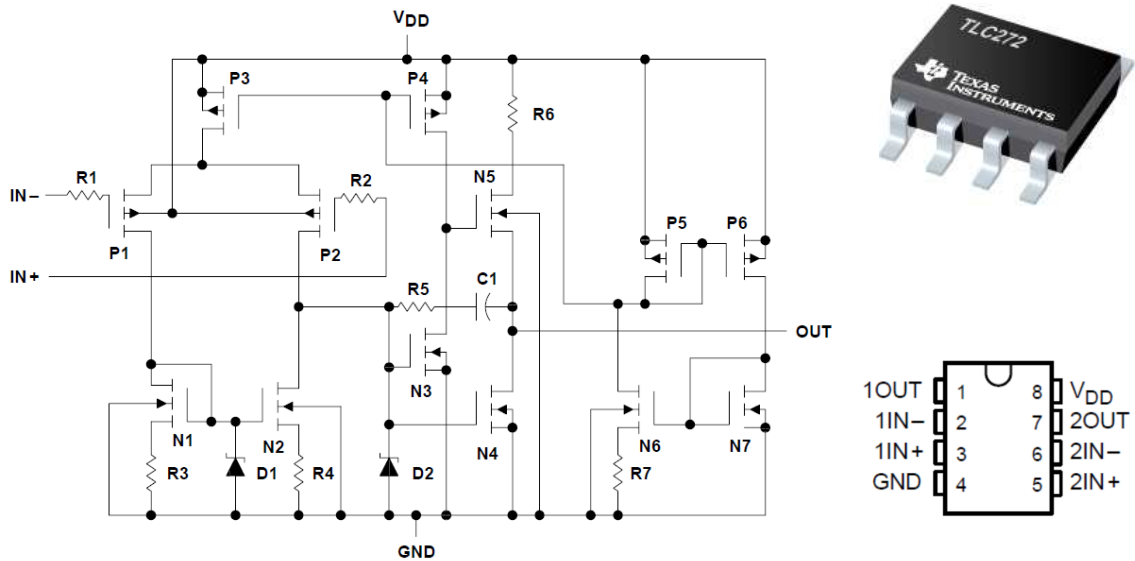 VDD
P3
P4
R6
IN−
R1
R2
N5
P1
P2
P5
P6
IN+
R5
C1
OUT
N3
N1
N2
N4
N6
N7
R3
D1
R4
D2
R7
GND
TLC272
TEXAS
INSTRUMENTS
1OUT 1 8 VDD
1IN− 2 7 2OUT
1IN+ 3 6 2IN−
GND 4 5 2IN+